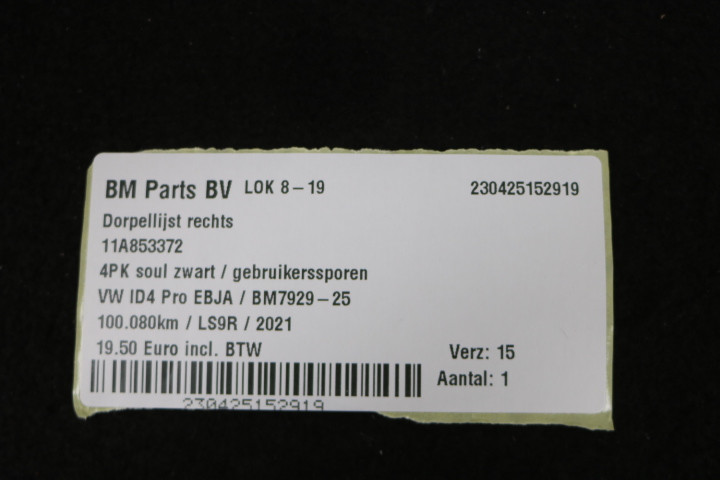 BM Parts BV LOK 8-19 230425152919
Dorpellijst rechts
11A853372
4PK soul zwart / gebruikerssporen
VW ID4 Pro EBJA / BM7929-25
100.080km / LS9R / 2021
19.50 Euro incl. BTW Verz: 15
Aantal: 1
230425152919